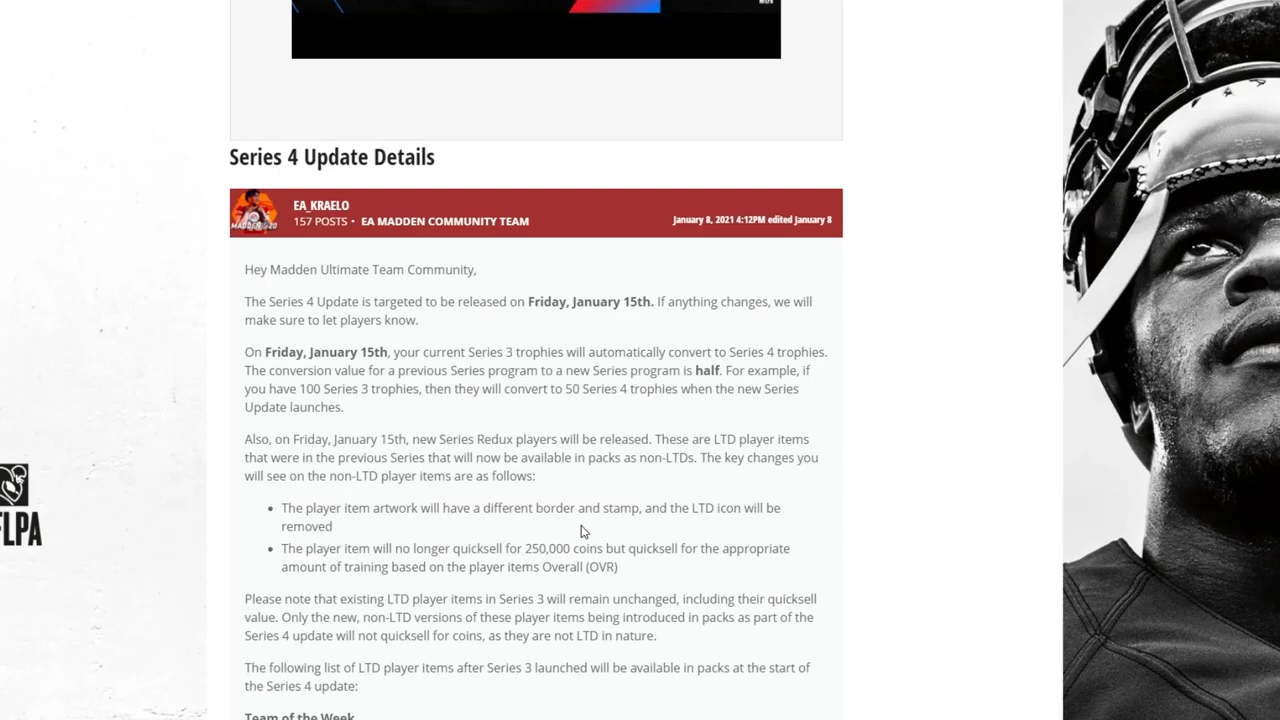 Series 4 Update Details
EA_KRAELO
157 POSTS • EA MADDEN COMMUNITY TEAM
January 8, 2021 4:12PM edited January 8
MADDEN 20
Hey Madden Ultimate Team Community,
The Series 4 Update is targeted to be released on Friday, January 15th. If anything changes, we will
make sure to let players know.
On Friday, January 15th, your current Series 3 trophies will automatically convert to Series 4 trophies.
The conversion value for a previous Series program to a new Series program is half. For example, if
you have 100 Series 3 trophies, then they will convert to 50 Series 4 trophies when the new Series
Update launches.
Also, on Friday, January 15th, new Series Redux players will be released. These are LTD player items
that were in the previous Series that will now be available in packs as non-LTDs. The key changes you
will see on the non-LTD player items are as follows:
• The player item artwork will have a different border and stamp, and the LTD icon will be
removed
• The player item will no longer quicksell for 250,000 coins but quicksell for the appropriate
amount of training based on the player items Overall (OVR)
Please note that existing LTD player items in Series 3 will remain unchanged, including their quicksell
value. Only the new, non-LTD versions of these player items being introduced in packs as part of the
Series 4 update will not quicksell for coins, as they are not LTD in nature.
The following list of LTD player items after Series 3 launched will be available in packs at the start of
the Series 4 update:
Team of the Week
FLPA